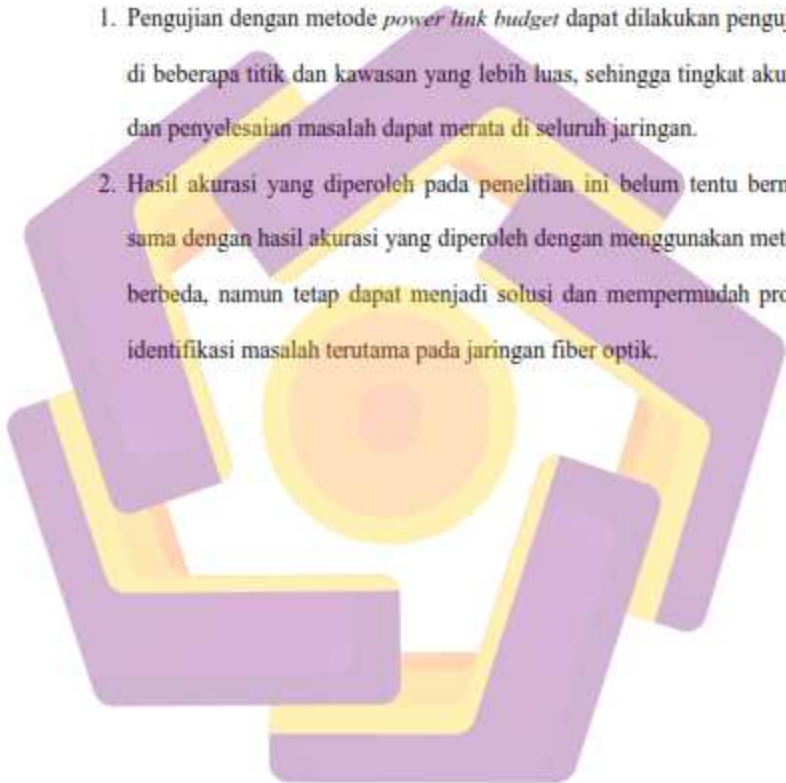 1. Pengujian dengan metode power link budget dapat dilakukan penguj
di beberapa titik dan kawasan yang lebih luas, sehingga tingkat aku
dan penyelesaian masalah dapat merata di seluruh jaringan.
2. Hasil akurasi yang diperoleh pada penelitian ini belum tentu bern
sama dengan hasil akurasi yang diperoleh dengan menggunakan met
berbeda, namun tetap dapat menjadi solusi dan mempermudah pro
identifikasi masalah terutama pada jaringan fiber optik.